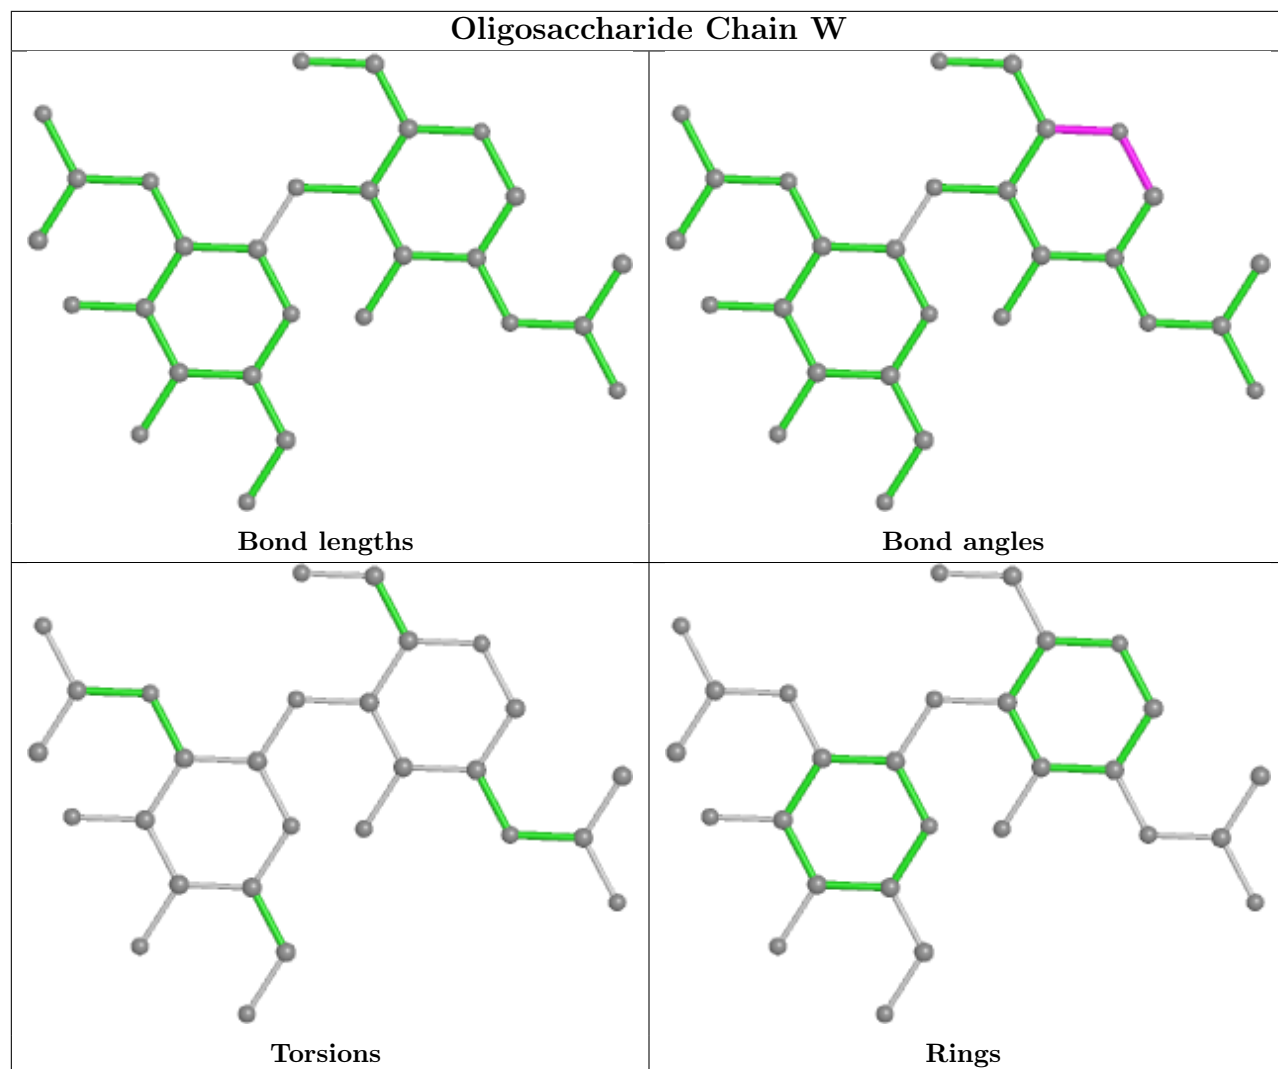 Oligosaccharide Chain W
Bond lengths
Bond angles
Torsions
Rings